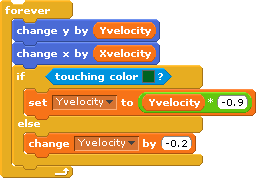 forever
change y by Yvelocity
change x by Xvelocity
if touching color ?
set Yvelocity to Yvelocity * -0.9
else
change Yvelocity by -0.2